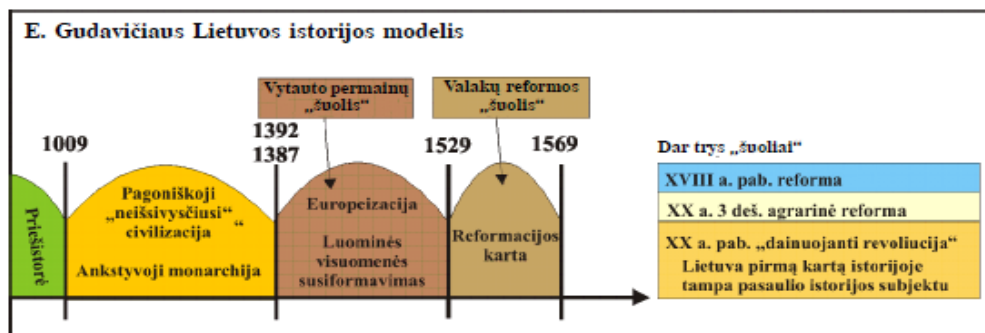 E. Gudavičiaus Lietuvos istorijos modelis
Vytauto permainų
„šuolis“
Valakų reformos
„šuolis“
1009
1392
1387
1529
1569
Priešistorė
Pagoniškoji
„neišsivysčiusi“
civilizacija
Ankstyvoji monarchija
Europeizacija
Luominės
visuomenės
susiformavimas
Reformacijos
karta
Dar trys „šuoliai“
XVIII a. pab. reforma
XX a. 3 deš. agrarinė reforma
XX a. pab. „dainuojanti revoliucija“
Lietuva pirmą kartą istorijoje
tampa pasaulio istorijos subjektu